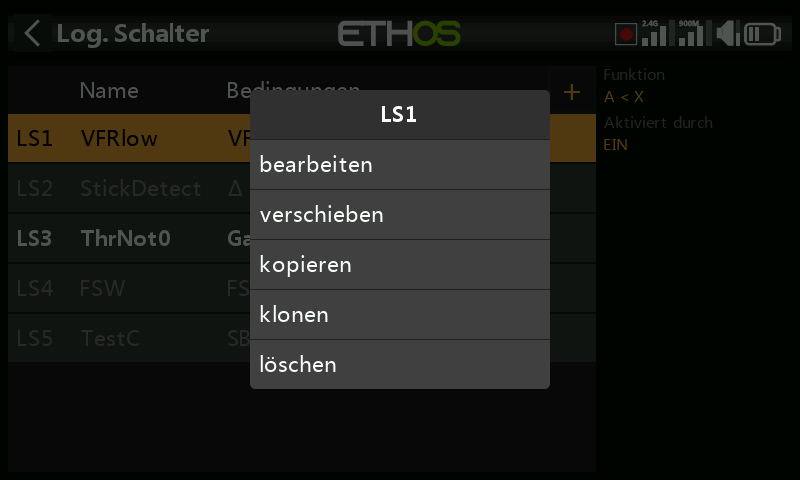 Log. Schalter
ETHOS
2.4G
900M
Name
Bedingungen
+
Funktion
A < X
Aktiviert durch
EIN
LS1
LS1 VFRlow VF
LS2 StickDetect Δ
LS3 ThrNot0 Ga
LS4 FSW FS
LS5 TestC SB
bearbeiten
verschieben
kopieren
klonen
löschen